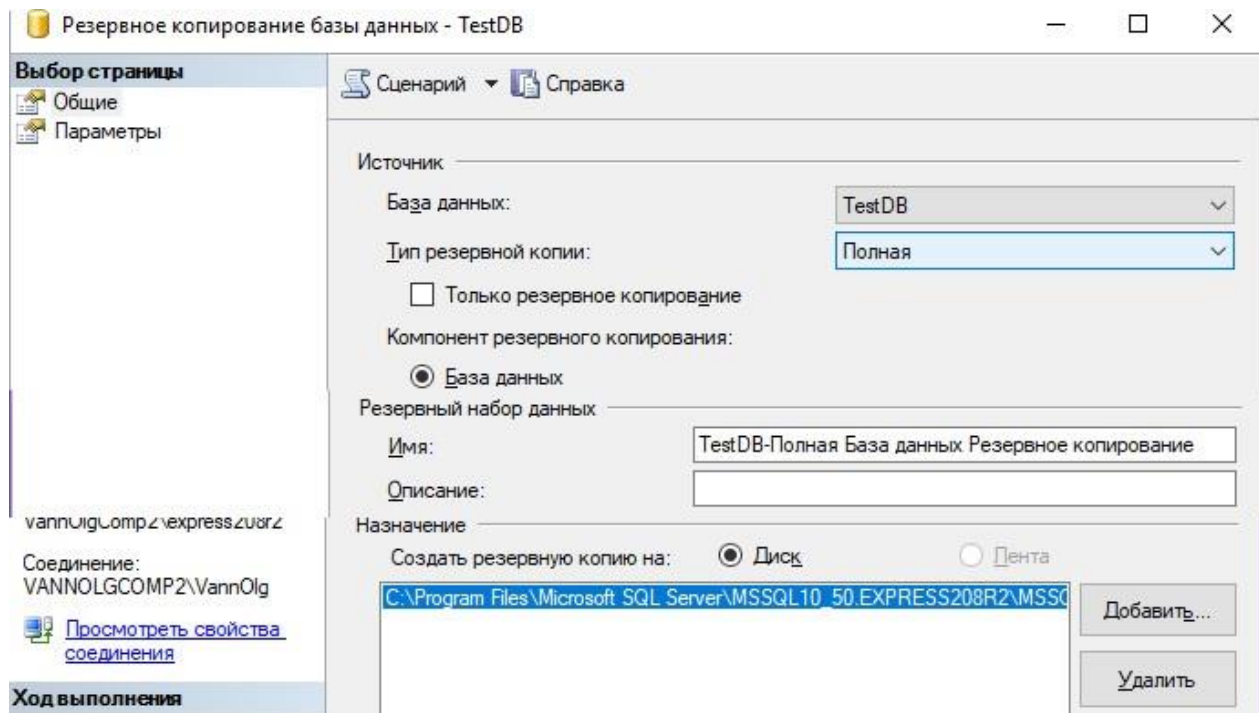 Резервное копирование базы данных - TestDB
Выбор страницы
Общие
Параметры
Сценарий
Справка
Источник
База данных:
TestDB
Тип резервной копии:
Полная
Только резервное копирование
Компонент резервного копирования:
База данных
Резервный набор данных
Имя:
TestDB-Полная База данных Резервное копирование
Описание:
VannOlgComp2\express208r2
Соединение:
VANNOLGCOMP2\VannOlg
Просмотреть свойства
соединения
Ход выполнения
Назначение
Создать резервную копию на:
Диск
Лента
C:\Program Files\Microsoft SQL Server\MSSQL10_50.EXPRESS208R2\MSSQ
Добавить...
Удалить